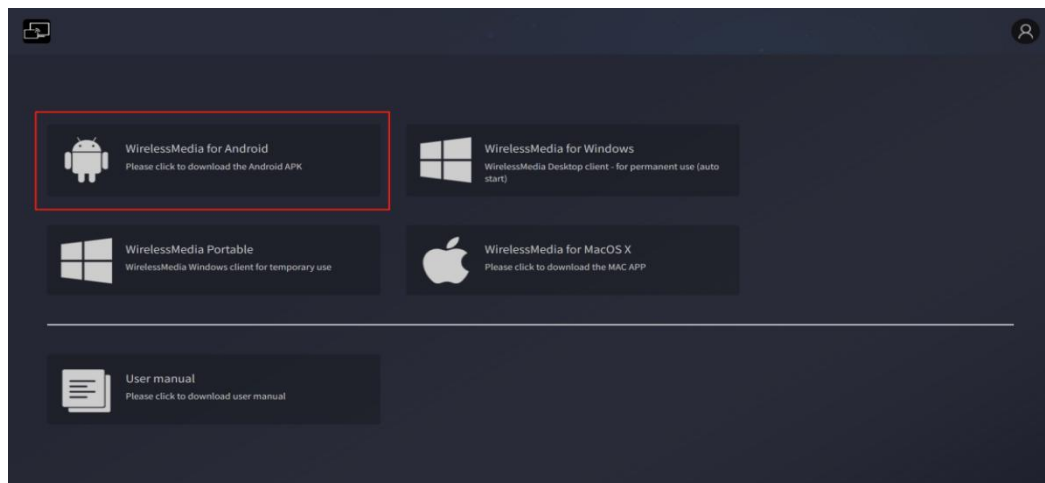 WirelessMedia for Android
Please click to download the Android APK
WirelessMedia for Windows
WirelessMedia Desktop client - for permanent use (auto
start)
WirelessMedia Portable
WirelessMedia Windows client for temporary use
WirelessMedia for MacOS X
Please click to download the MAC APP
User manual
Please click to download user manual